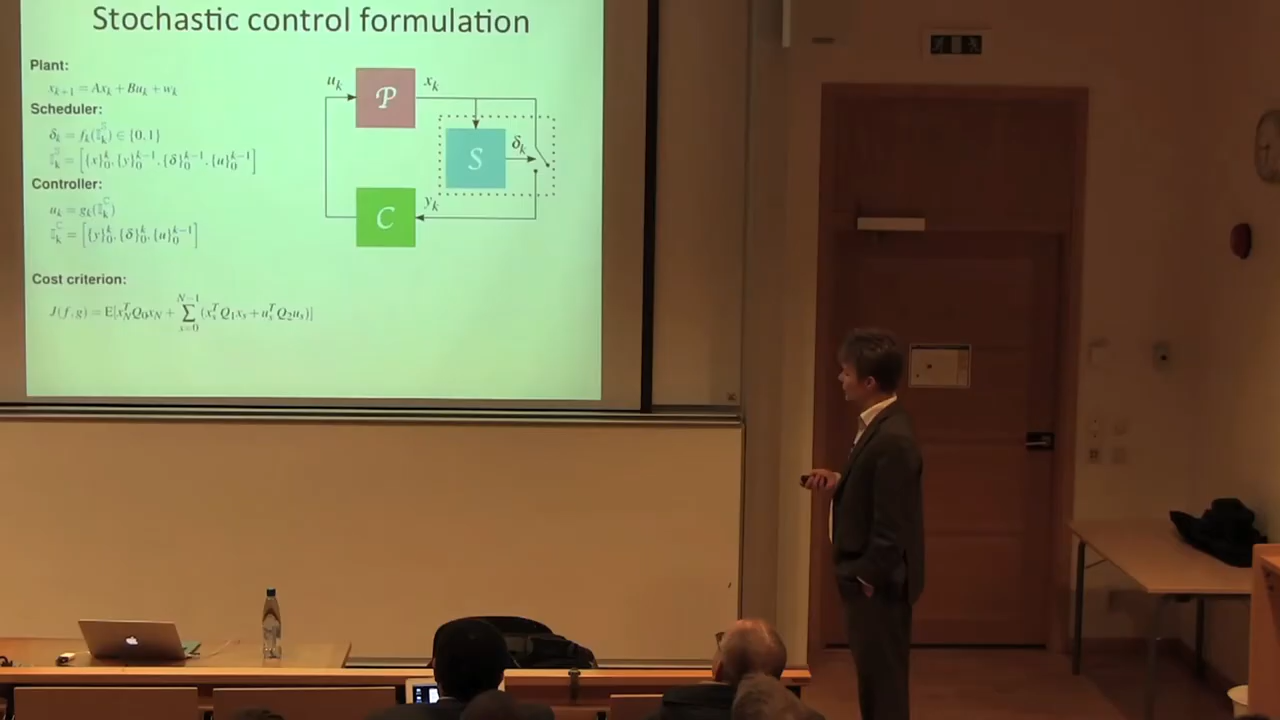 Stochastic control formulation
Plant:
x_{k+1} = Ax_k + Bu_k + w_k
Scheduler:
δ_k = f_k(𝕀_k^S) ∈ {0,1}
𝕀_k^S = [{x}_0^k, {y}_0^{k-1}, {δ}_0^{k-1}, {u}_0^{k-1}]
Controller:
u_k = g_k(𝕀_k^C)
𝕀_k^C = [{y}_0^k, {δ}_0^k, {u}_0^{k-1}]
Cost criterion:
J(f,g) = E[x_N^T Q_0 x_N + ∑_{s=0}^{N-1} (x_s^T Q_1 x_s + u_s^T Q_2 u_s)]
u_k
P
x_k
S
δ_k
C
y_k